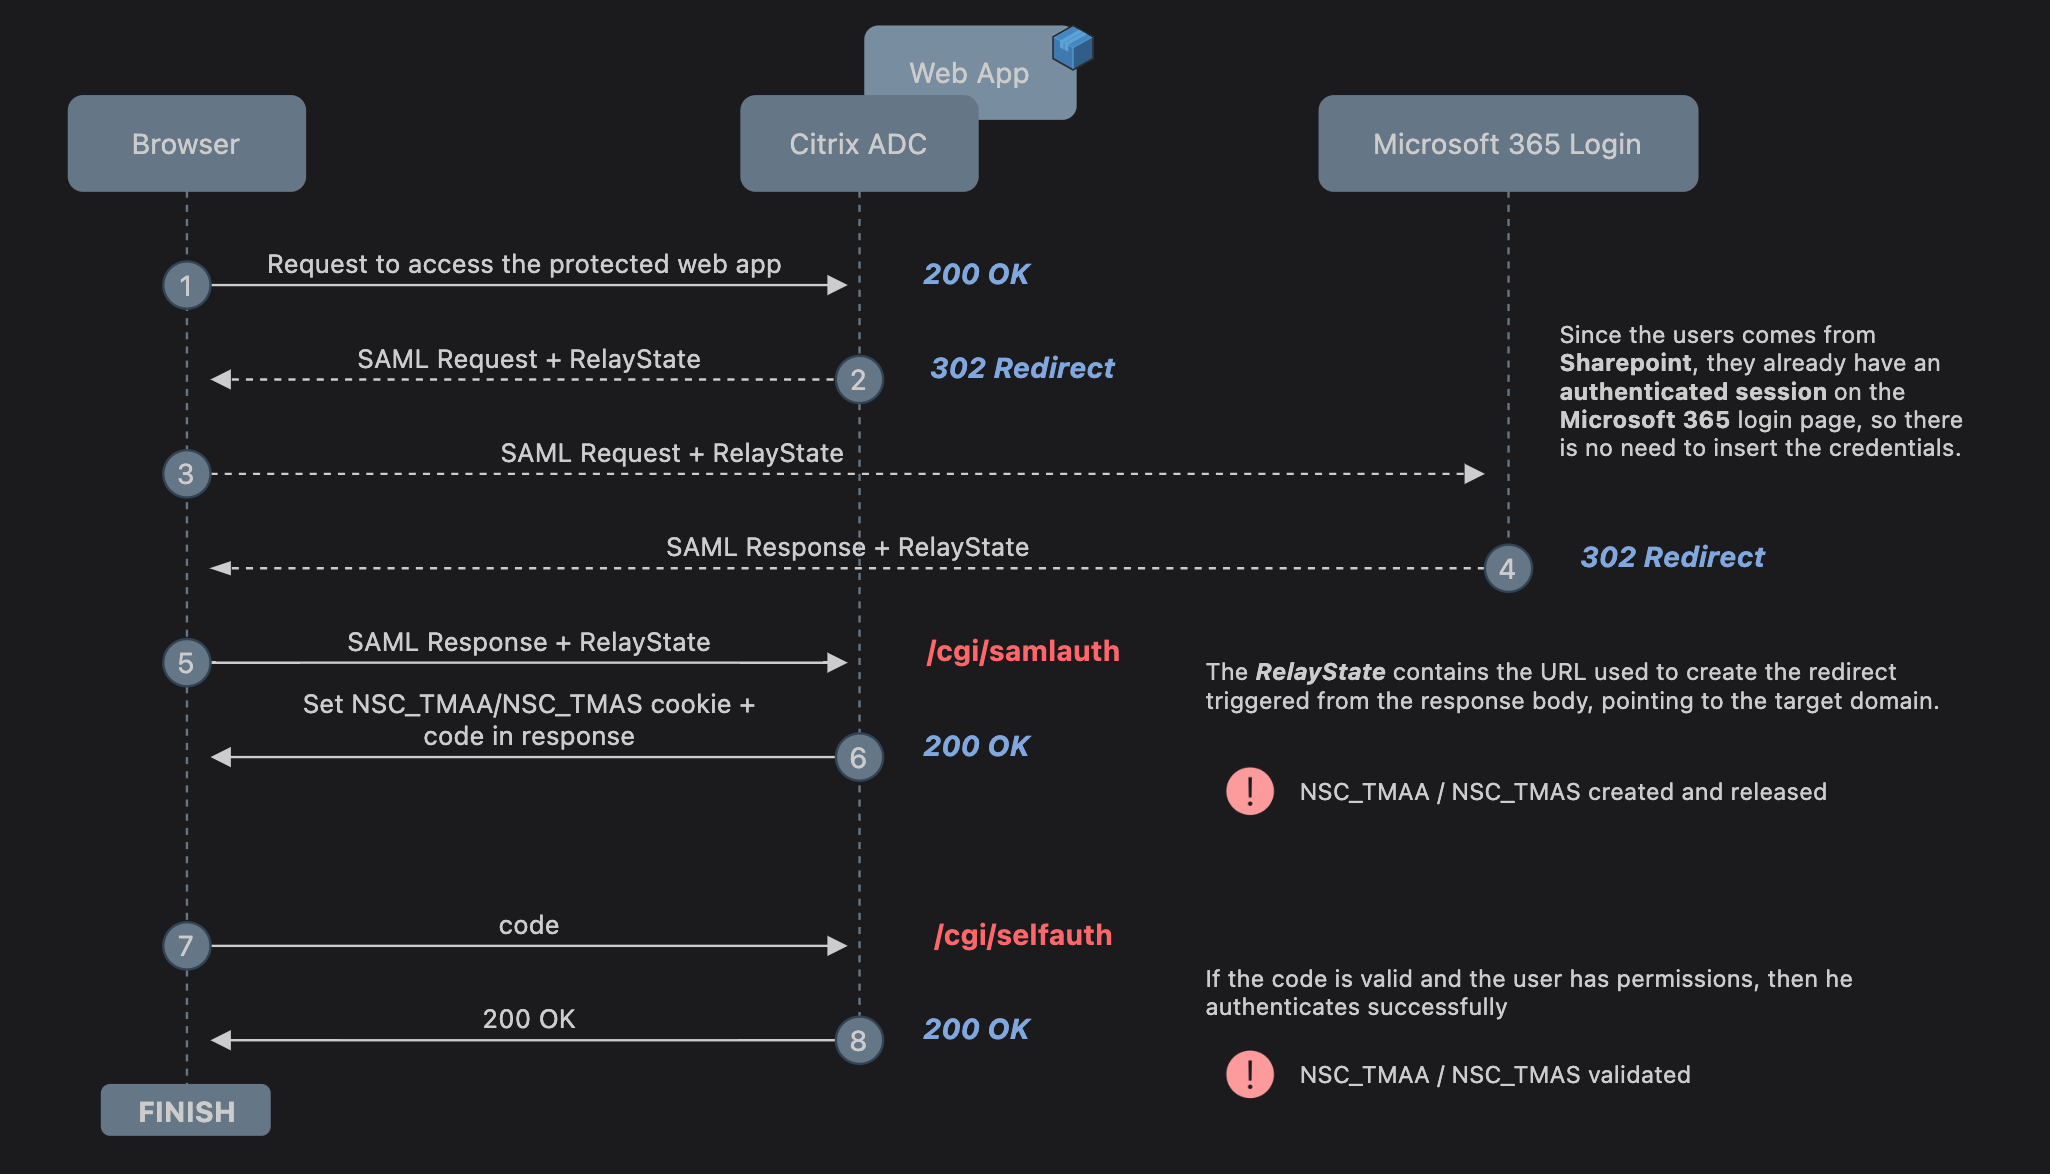 Web App
Browser
Citrix ADC
Microsoft 365 Login
Request to access the protected web app
1
200 OK
SAML Request + RelayState
2
302 Redirect
Since the users comes from
Sharepoint, they already have an
authenticated session on the
Microsoft 365 login page, so there
is no need to insert the credentials.
SAML Request + RelayState
3
SAML Response + RelayState
4
302 Redirect
SAML Response + RelayState
5
/cgi/samlauth
The RelayState contains the URL used to create the redirect
triggered from the response body, pointing to the target domain.
Set NSC_TMAA/NSC_TMAS cookie +
code in response
6
200 OK
! NSC_TMAA / NSC_TMAS created and released
code
7
/cgi/selfauth
If the code is valid and the user has permissions, then he
authenticates successfully
200 OK
8
200 OK
! NSC_TMAA / NSC_TMAS validated
FINISH